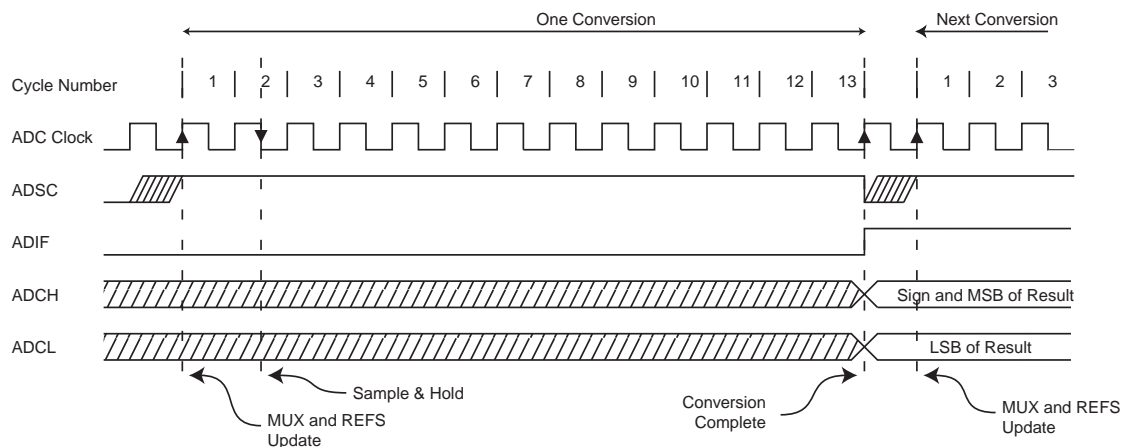 One Conversion
Next Conversion
Cycle Number
1 2 3 4 5 6 7 8 9 10 11 12 13 1 2 3
ADC Clock
ADSC
ADIF
ADCH
Sign and MSB of Result
ADCL
LSB of Result
Sample & Hold
MUX and REFS
Update
Conversion
Complete
MUX and REFS
Update